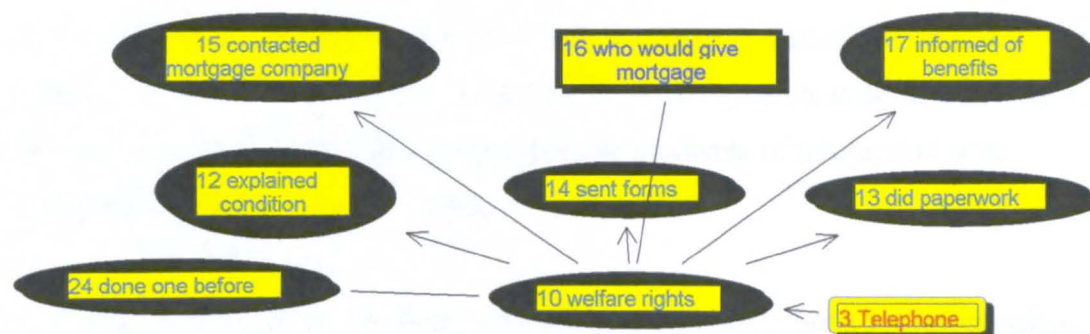 15 contacted
mortgage company
16 who would give
mortgage
17 informed of
benefits
12 explained
condition
14 sent forms
13 did paperwork
24 done one before
10 welfare rights
3 Telephone